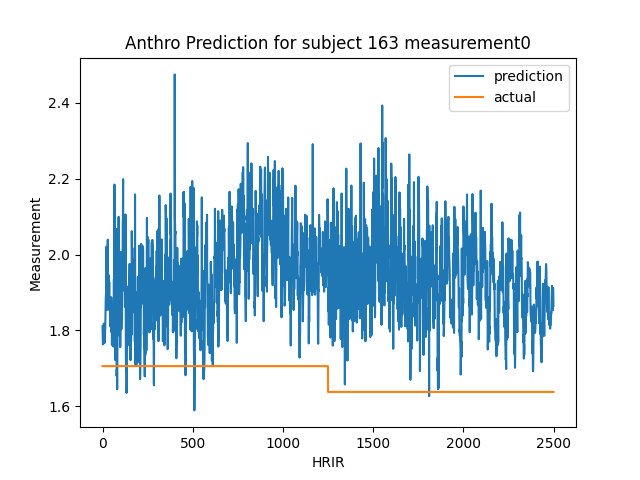 Anthro Prediction for subject 163 measurement0
prediction
actual
2.4
2.2
2.0
1.8
1.6
Measurement
0
500
1000
1500
2000
2500
HRIR